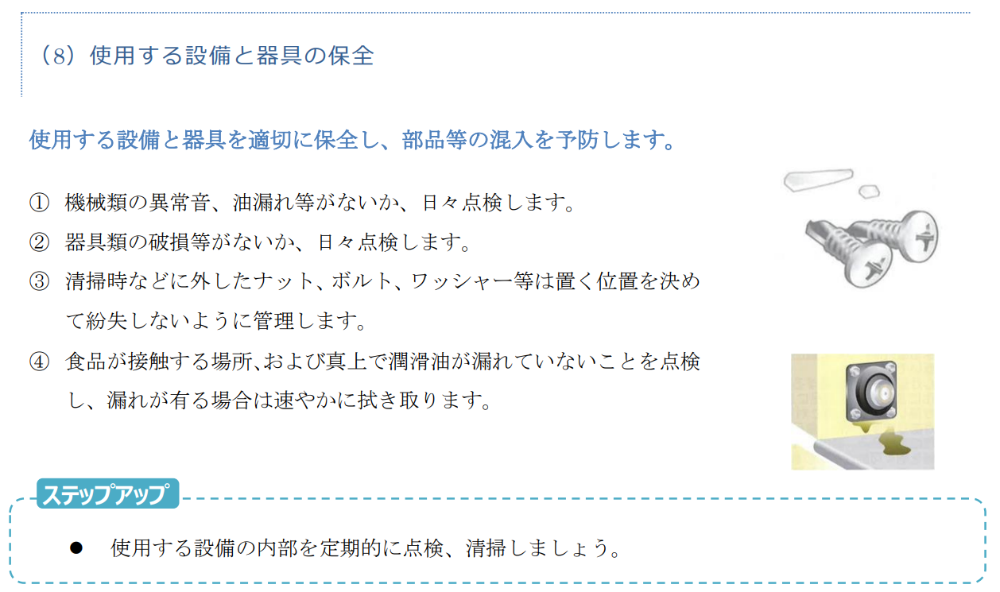 （8）使用する設備と器具の保全
使用する設備と器具を適切に保全し、部品等の混入を予防します。
① 機械類の異常音、油漏れ等がないか、日々点検します。
② 器具類の破損等がないか、日々点検します。
③ 清掃時などに外したナット、ボルト、ワッシャー等は置く位置を決め
て紛失しないように管理します。
④ 食品が接触する場所、および真上で潤滑油が漏れていないことを点検
し、漏れが有る場合は速やかに拭き取ります。
ステップアップ
● 使用する設備の内部を定期的に点検、清掃しましょう。